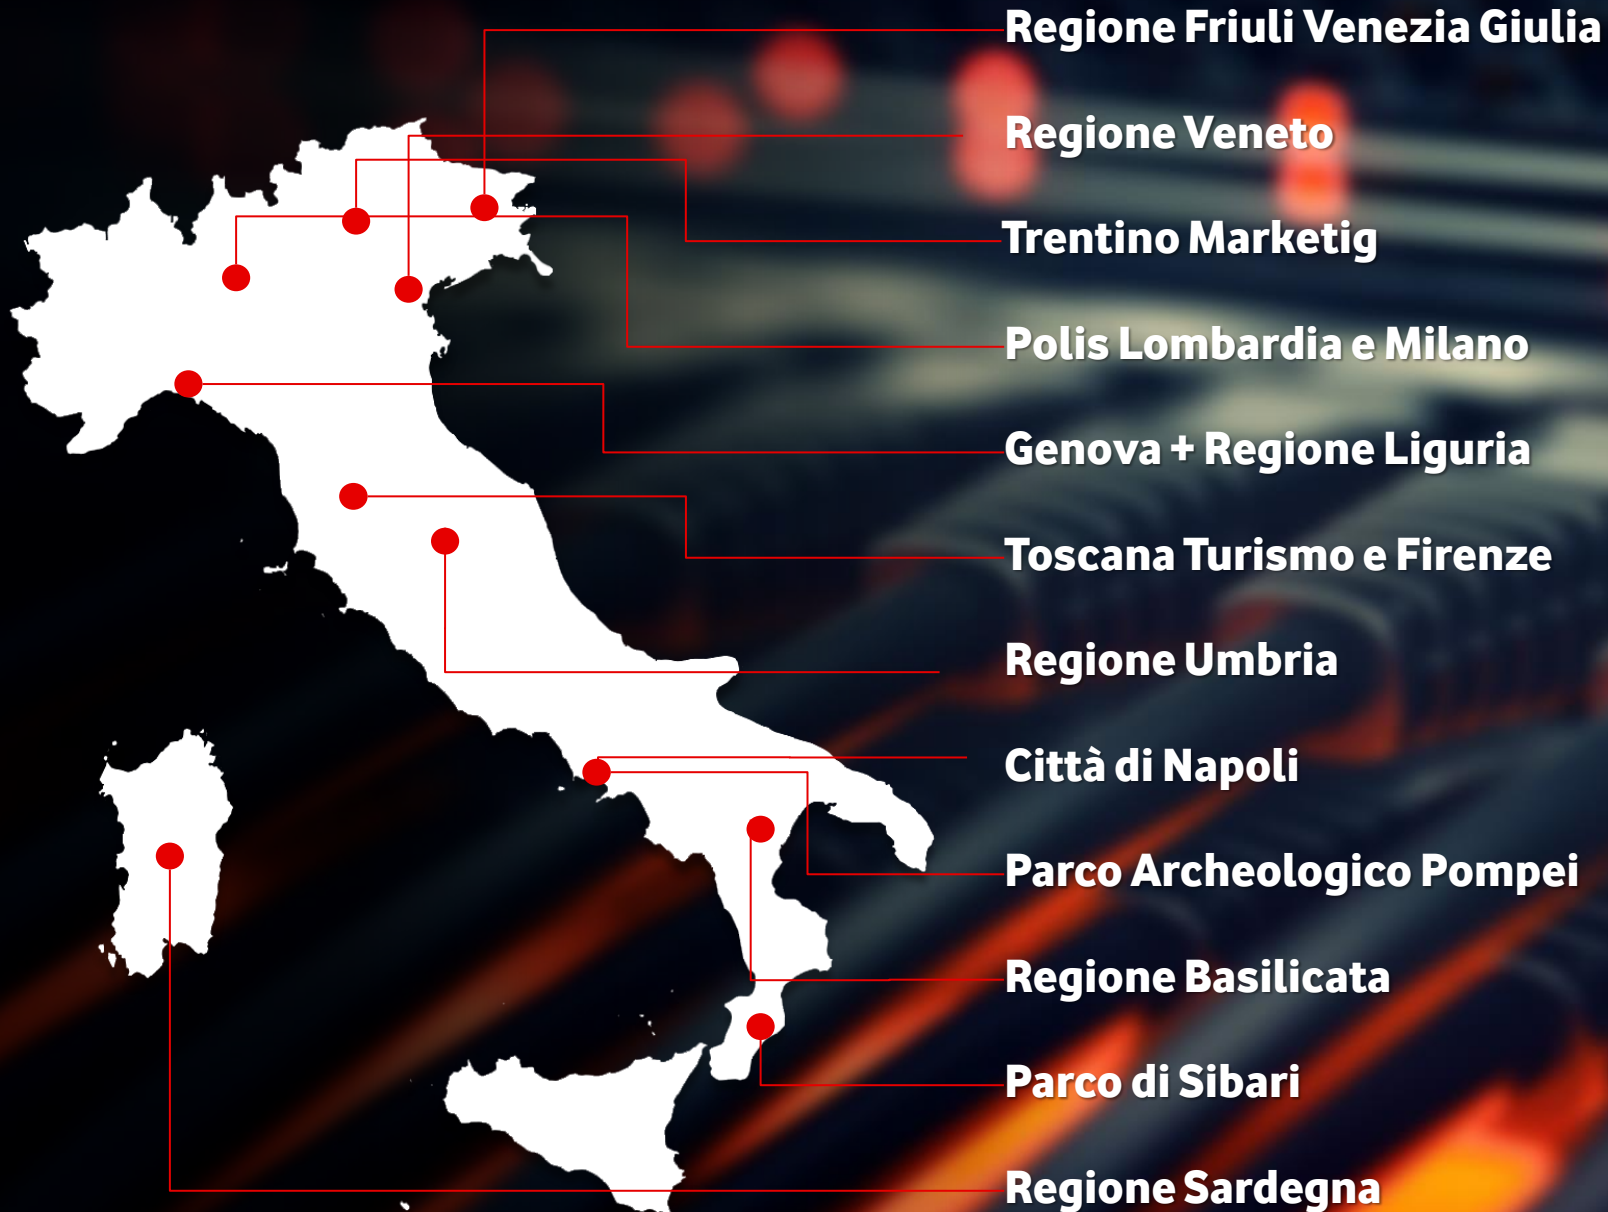 Regione Friuli Venezia Giulia
Regione Veneto
Trentino Marketig
Polis Lombardia e Milano
Genova + Regione Liguria
Toscana Turismo e Firenze
Regione Umbria
Città di Napoli
Parco Archeologico Pompei
Regione Basilicata
Parco di Sibari
Regione Sardegna